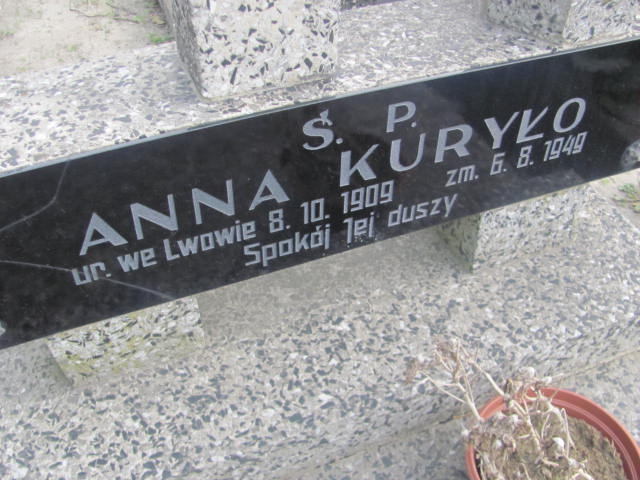 Ś. P.
ANNA KURYŁO
ur. we Lwowie 8. 10. 1909 zm. 6. 8. 1949
Spokój Jej duszy